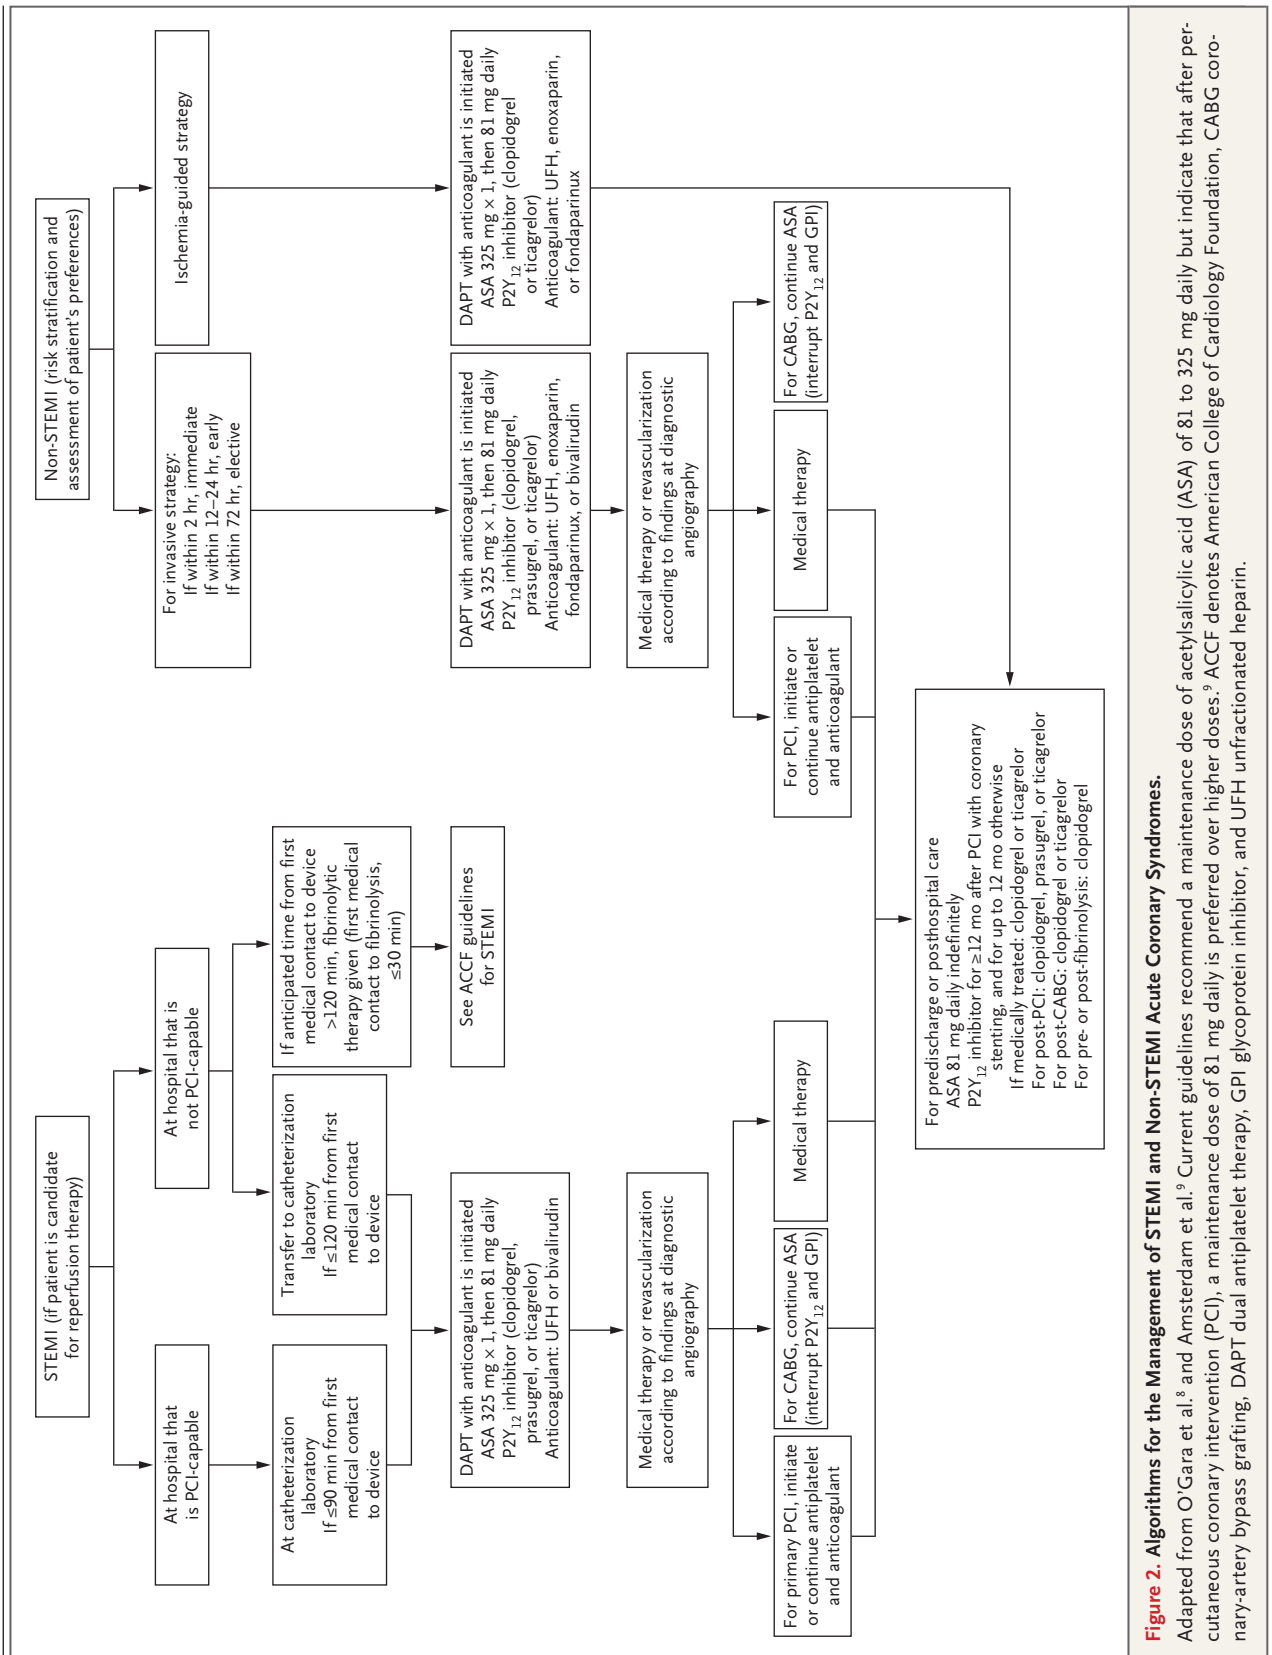 STEMI (if patient is candidate
for reperfusion therapy)
At hospital that
is PCI-capable
At hospital that is
not PCI-capable
At catheterization
laboratory
If ≤90 min from first
medical contact
to device
Transfer to catheterization
laboratory
If ≤120 min from first
medical contact
to device
If anticipated time from first
medical contact to device
>120 min, fibrinolytic
therapy given (first medical
contact to fibrinolysis,
≤30 min)
See ACCF guidelines
for STEMI
DAPT with anticoagulant is initiated
ASA 325 mg × 1, then 81 mg daily
P2Y₁₂ inhibitor (clopidogrel,
prasugrel, or ticagrelor)
Anticoagulant: UFH or bivalirudin
Medical therapy or revascularization
according to findings at diagnostic
angiography
For primary PCI, initiate
or continue antiplatelet
and anticoagulant
For CABG, continue ASA
(interrupt P2Y₁₂ and GPI)
Medical therapy
Non-STEMI (risk stratification and
assessment of patient's preferences)
For invasive strategy:
If within 2 hr, immediate
If within 12–24 hr, early
If within 72 hr, elective
Ischemia-guided strategy
DAPT with anticoagulant is initiated
ASA 325 mg × 1, then 81 mg daily
P2Y₁₂ inhibitor (clopidogrel,
prasugrel, or ticagrelor)
Anticoagulant: UFH, enoxaparin,
fondaparinux, or bivalirudin
DAPT with anticoagulant is initiated
ASA 325 mg × 1, then 81 mg daily
P2Y₁₂ inhibitor (clopidogrel
or ticagrelor)
Anticoagulant: UFH, enoxaparin,
or fondaparinux
Medical therapy or revascularization
according to findings at diagnostic
angiography
For PCI, initiate or
continue antiplatelet
and anticoagulant
Medical therapy
For CABG, continue ASA
(interrupt P2Y₁₂ and GPI)
For predischarge or posthospital care
ASA 81 mg daily indefinitely
P2Y₁₂ inhibitor for ≥12 mo after PCI with coronary
stenting, and for up to 12 mo otherwise
If medically treated: clopidogrel or ticagrelor
For post-PCI: clopidogrel, prasugrel, or ticagrelor
For post-CABG: clopidogrel or ticagrelor
For pre- or post-fibrinolysis: clopidogrel
Figure 2. Algorithms for the Management of STEMI and Non-STEMI Acute Coronary Syndromes.
Adapted from O'Gara et al.⁸ and Amsterdam et al.⁹ Current guidelines recommend a maintenance dose of acetylsalicylic acid (ASA) of 81 to 325 mg daily but indicate that after per-
cutaneous coronary intervention (PCI), a maintenance dose of 81 mg daily is preferred over higher doses.⁹ ACCF denotes American College of Cardiology Foundation, CABG coro-
nary-artery bypass grafting, DAPT dual antiplatelet therapy, GPI glycoprotein inhibitor, and UFH unfractionated heparin.